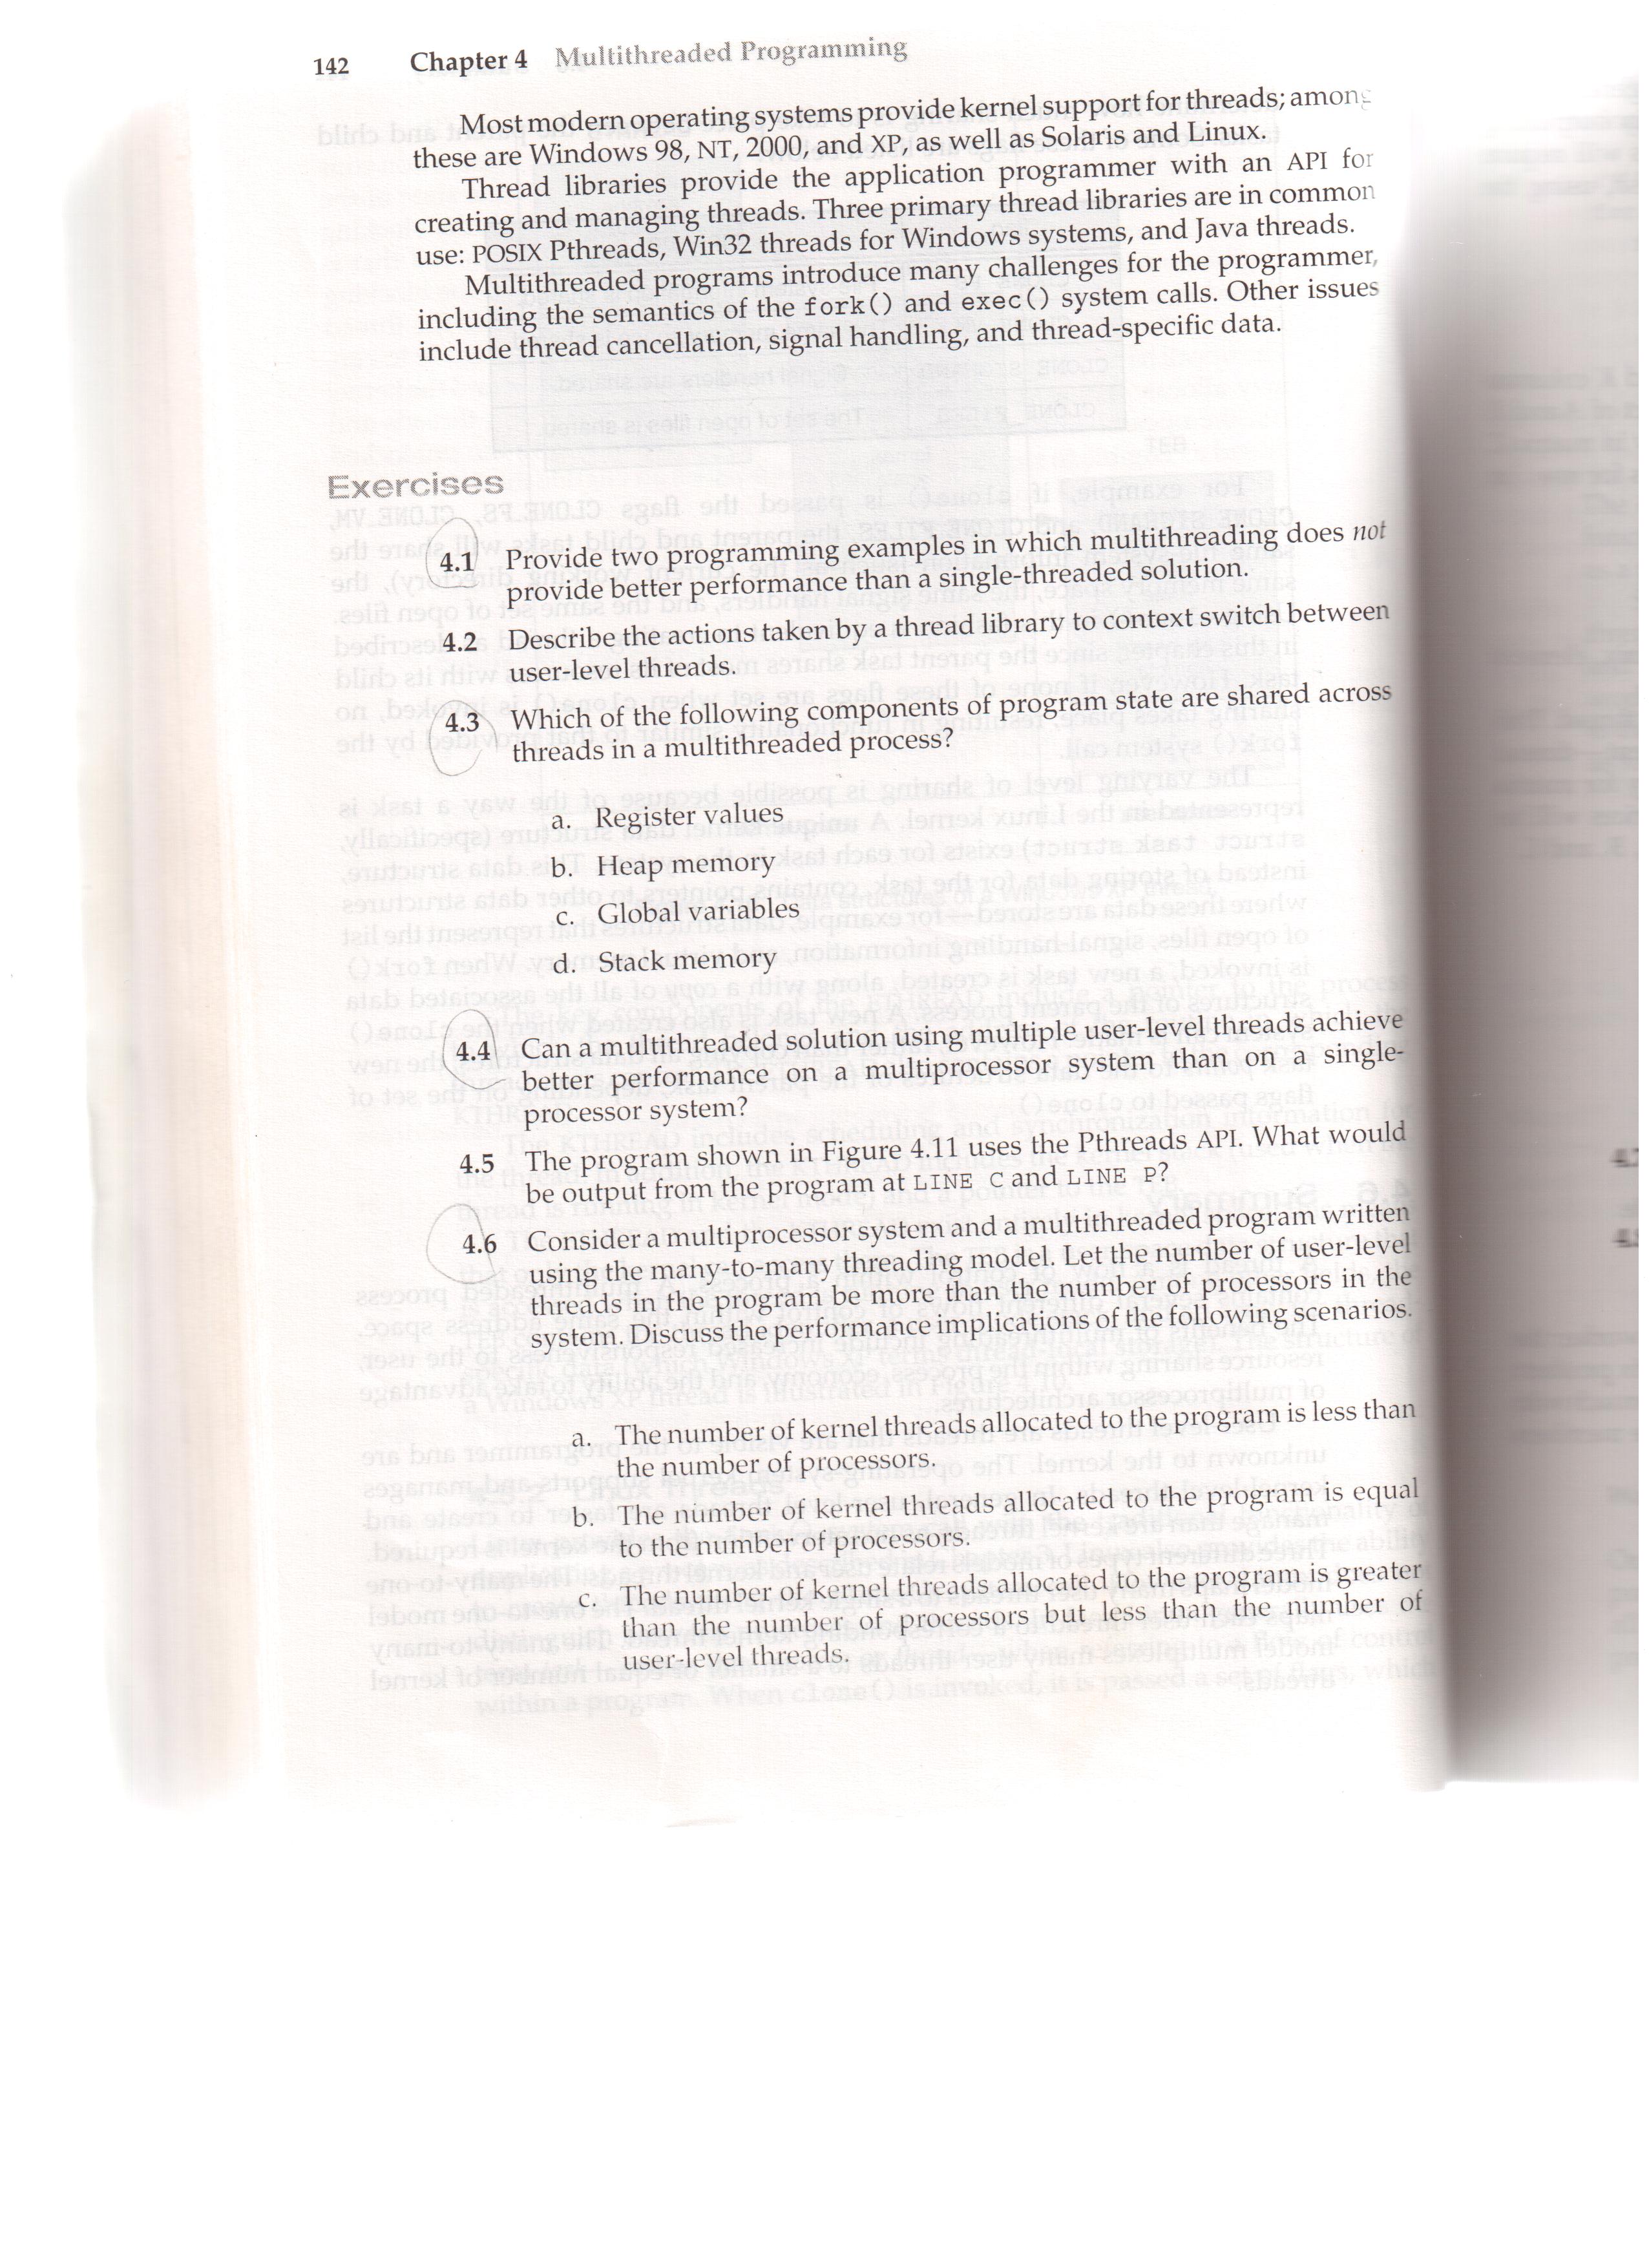 142 Chapter 4 Multithreaded Programming
Most modern operating systems provide kernel support for threads; among
these are Windows 98, NT, 2000, and XP, as well as Solaris and Linux.
Thread libraries provide the application programmer with an API for
creating and managing threads. Three primary thread libraries are in common
use: POSIX Pthreads, Win32 threads for Windows systems, and Java threads.
Multithreaded programs introduce many challenges for the programmer,
including the semantics of the fork() and exec() system calls. Other issues
include thread cancellation, signal handling, and thread-specific data.
Exercises
4.1 Provide two programming examples in which multithreading does not
provide better performance than a single-threaded solution.
4.2 Describe the actions taken by a thread library to context switch between
user-level threads.
4.3 Which of the following components of program state are shared across
threads in a multithreaded process?
a. Register values
b. Heap memory
c. Global variables
d. Stack memory
4.4 Can a multithreaded solution using multiple user-level threads achieve
better performance on a multiprocessor system than on a single-
processor system?
4.5 The program shown in Figure 4.11 uses the Pthreads API. What would
be output from the program at LINE C and LINE P?
4.6 Consider a multiprocessor system and a multithreaded program written
using the many-to-many threading model. Let the number of user-level
threads in the program be more than the number of processors in the
system. Discuss the performance implications of the following scenarios.
a. The number of kernel threads allocated to the program is less than
the number of processors.
b. The number of kernel threads allocated to the program is equal
to the number of processors.
c. The number of kernel threads allocated to the program is greater
than the number of processors but less than the number of
user-level threads.